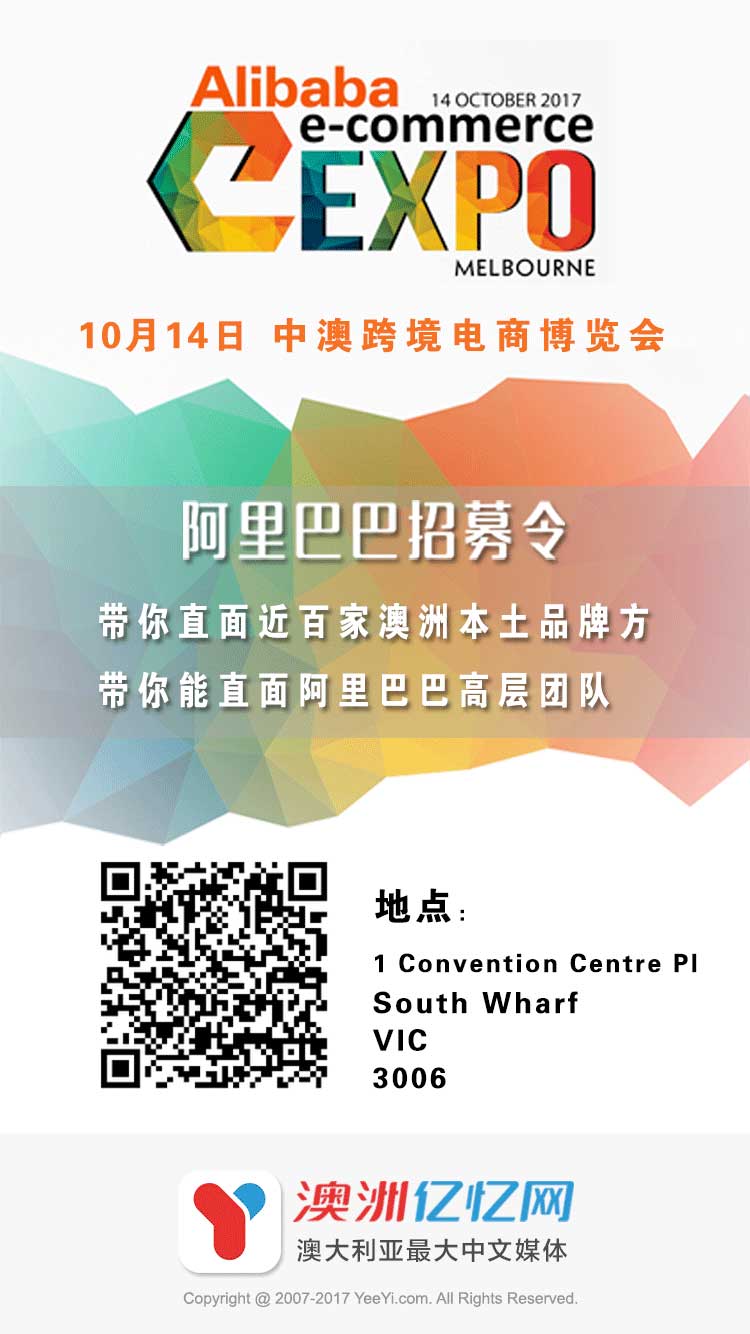 Alibaba
14 OCTOBER 2017
e-commerce
EXPO
MELBOURNE
10月14日 中澳跨境电商博览会
阿里巴巴招募令
带你直面近百家澳洲本土品牌方
带你能直面阿里巴巴高层团队
地点:
1 Convention Centre Pl
South Wharf
VIC
3006
澳洲亿忆网
澳大利亚最大中文媒体
Copyright @ 2007-2017 YeeYi.com. All Rights Reserved.